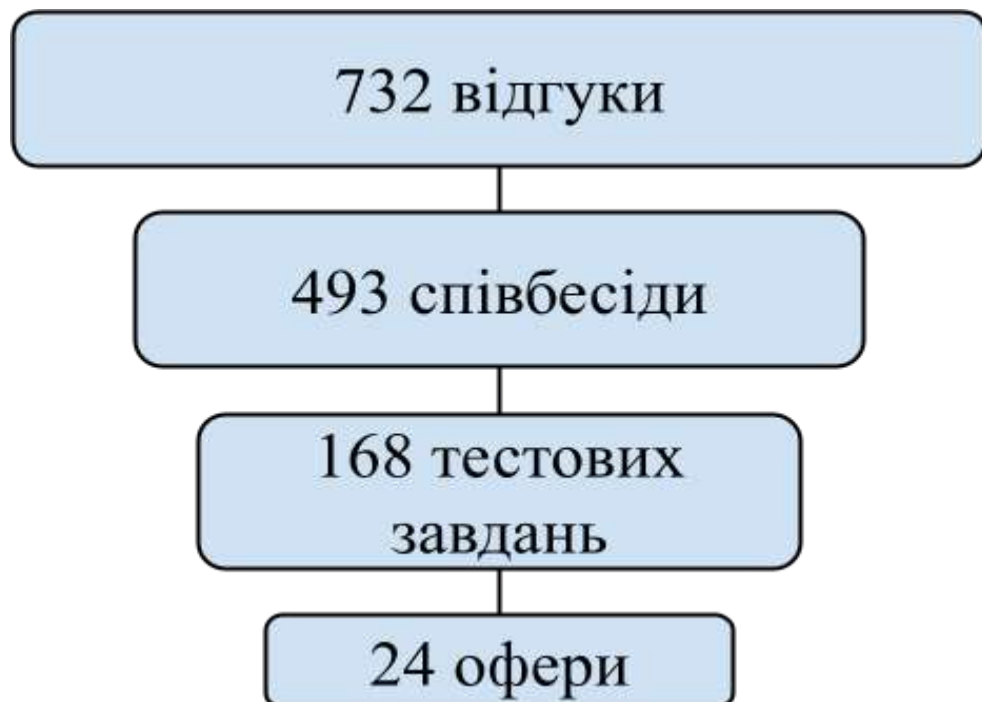 732 відгуки
493 співбесіди
168 тестових
завдань
24 офери